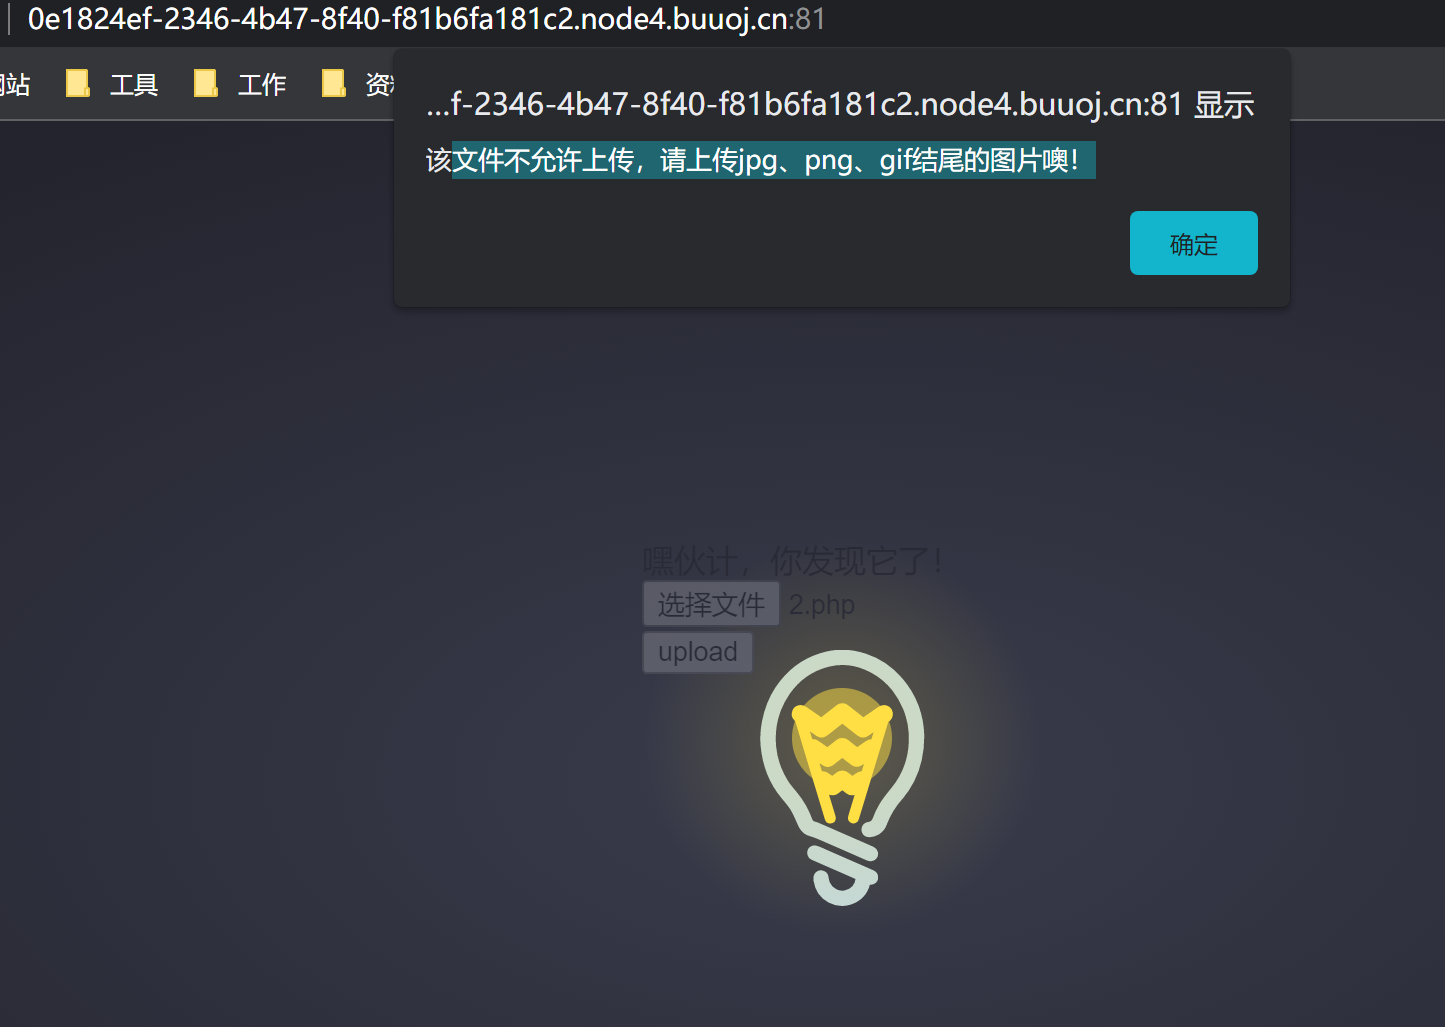 0e1824ef-2346-4b47-8f40-f81b6fa181c2.node4.buuoj.cn:81
站 工具 工作
...f-2346-4b47-8f40-f81b6fa181c2.node4.buuoj.cn:81 显示
该文件不允许上传，请上传jpg、png、gif结尾的图片噢！
确定
嘿伙计，你发现它了！
选择文件 2.php
upload